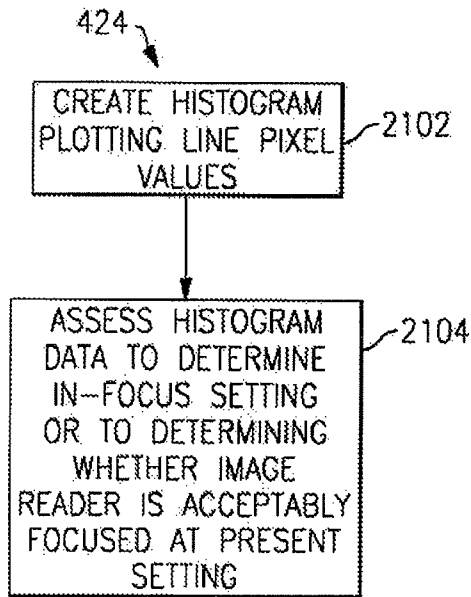 424
CREATE HISTOGRAM
PLOTTING LINE PIXEL
VALUES
2102
ASSESS HISTOGRAM
DATA TO DETERMINE
IN-FOCUS SETTING
OR TO DETERMINING
WHETHER IMAGE
READER IS ACCEPTABLY
FOCUSED AT PRESENT
SETTING
2104